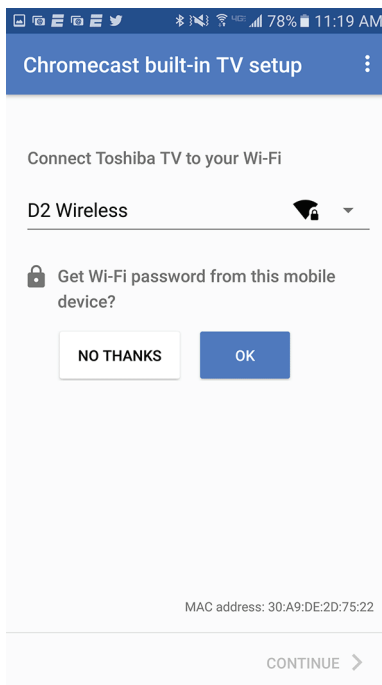 4G 78% 11:19 AM
Chromecast built-in TV setup
Connect Toshiba TV to your Wi-Fi
D2 Wireless
Get Wi-Fi password from this mobile
device?
NO THANKS OK
MAC address: 30:A9:DE:2D:75:22
CONTINUE